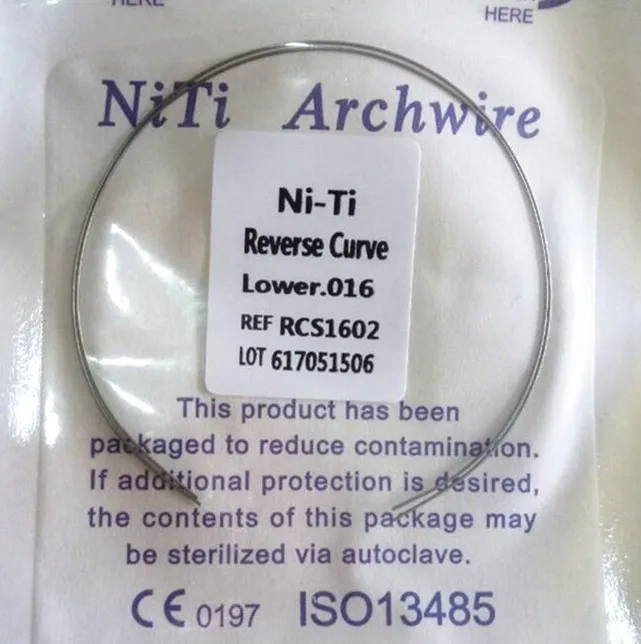 HERE
HERE
NiTi Archwire
Ni-Ti
Reverse Curve
Lower.016
REF RCS1602
LOT 617051506
This product has been
packaged to reduce contamination.
If additional protection is desired,
the contents of this package may
be sterilized via autoclave.
CE 0197 ISO13485